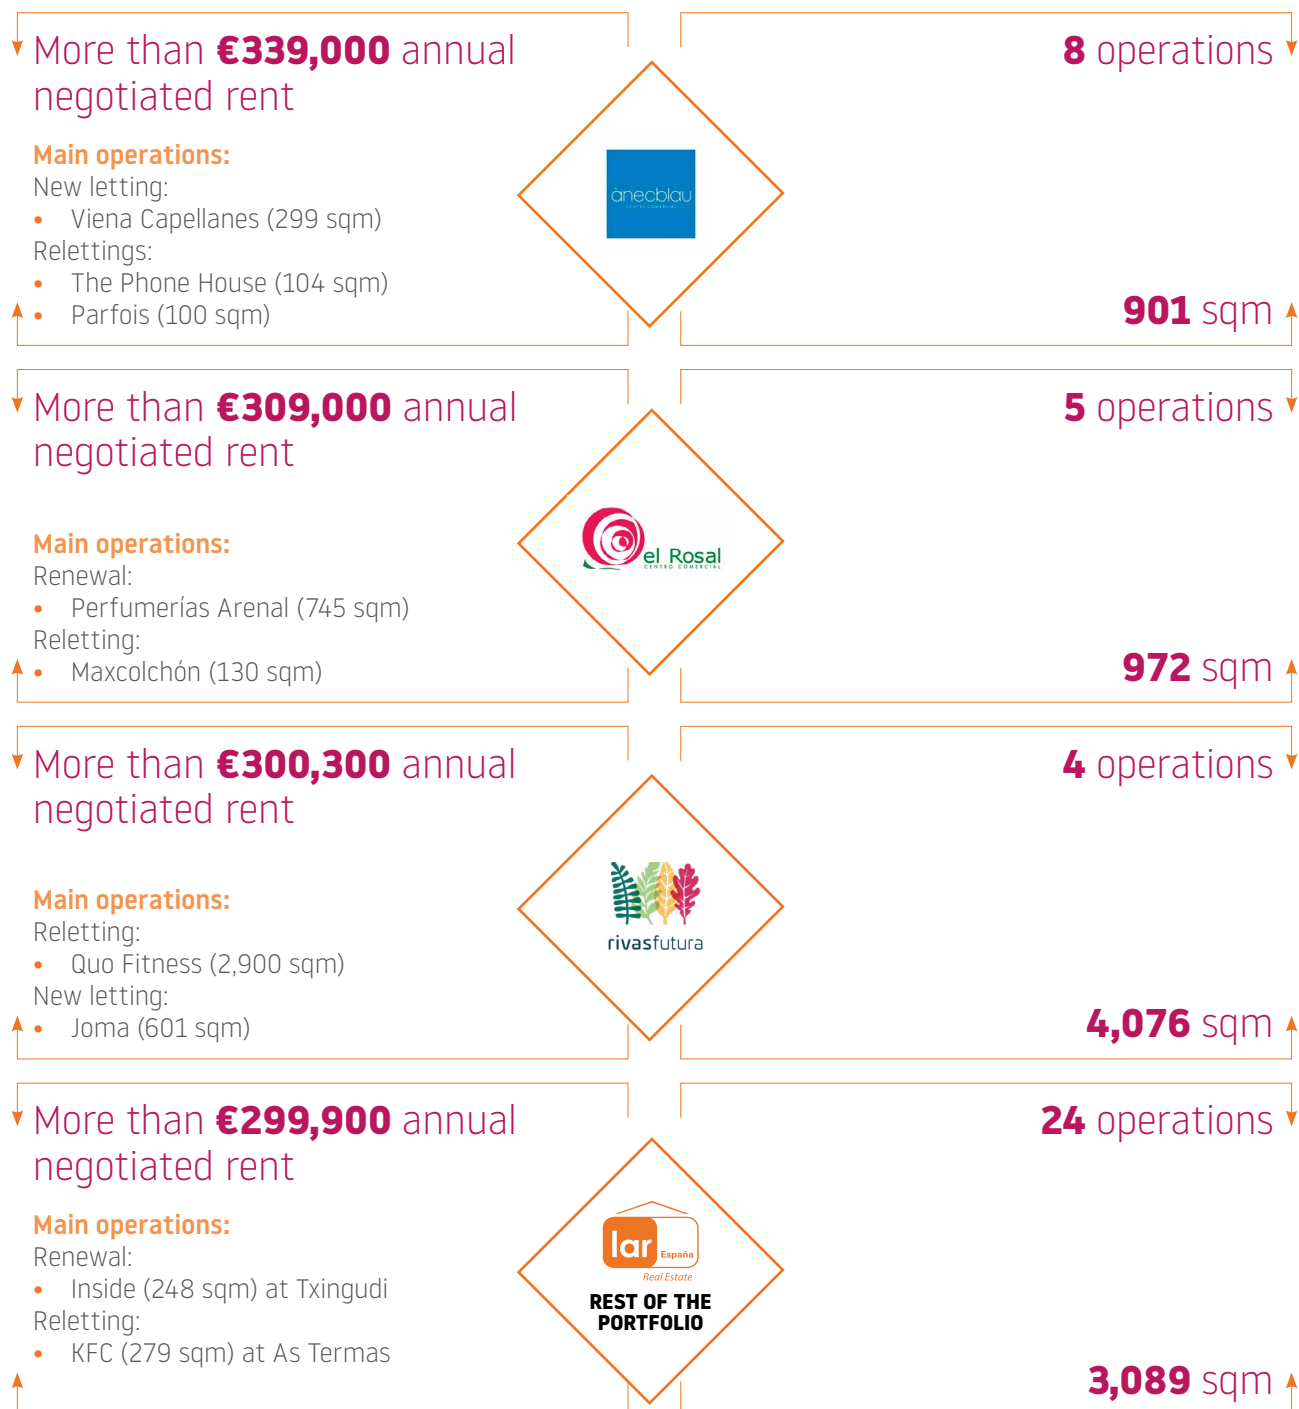 More than €339,000 annual
negotiated rent
Main operations:
New letting:
• Viena Capellanes (299 sqm)
Relettings:
• The Phone House (104 sqm)
• Parfois (100 sqm)
ànecblau
CENTRE COMERCIAL
8 operations
901 sqm
More than €309,000 annual
negotiated rent
Main operations:
Renewal:
• Perfumerías Arenal (745 sqm)
Reletting:
• Maxcolchón (130 sqm)
el Rosal
CENTRO COMERCIAL
5 operations
972 sqm
More than €300,300 annual
negotiated rent
Main operations:
Reletting:
• Quo Fitness (2,900 sqm)
New letting:
• Joma (601 sqm)
rivasfutura
4 operations
4,076 sqm
More than €299,900 annual
negotiated rent
Main operations:
Renewal:
• Inside (248 sqm) at Txingudi
Reletting:
• KFC (279 sqm) at As Termas
lar
España
Real Estate
REST OF THE
PORTFOLIO
24 operations
3,089 sqm